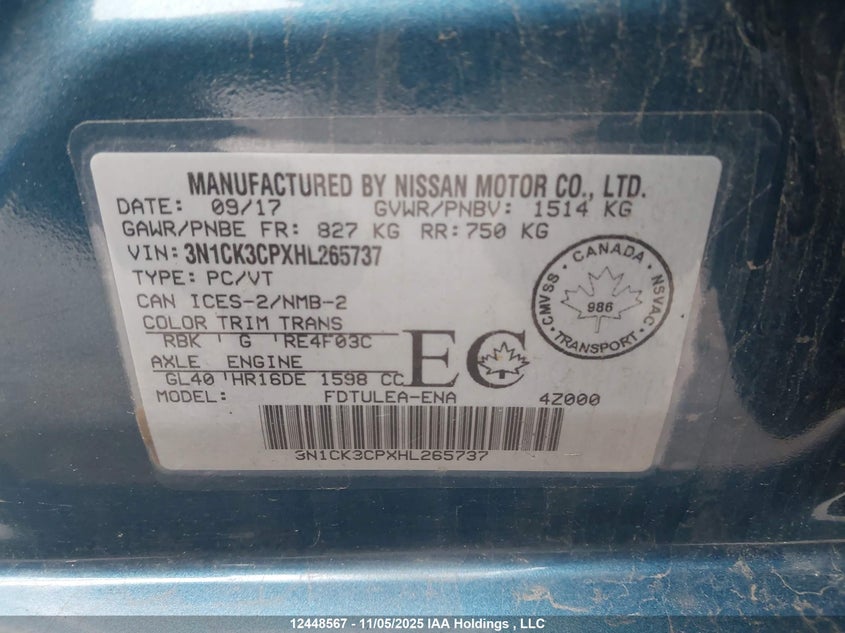 MANUFACTURED BY NISSAN MOTOR CO., LTD.
DATE: 09/17 GVWR/PNBV: 1514 KG
GAWR/PNBE FR: 827 KG RR: 750 KG
VIN: 3N1CK3CPXHL265737
TYPE: PC/VT
CAN ICES-2/NMB-2
COLOR TRIM TRANS
RBK G RE4F03C
AXLE ENGINE
GL40 HR16DE 1598 CC
EC
MODEL: FDTULEA-ENA 4Z000
3N1CK3CPXHL265737
CMVSS · CANADA · NSVAC
986
TRANSPORT
12448567 - 11/05/2025 IAA Holdings , LLC